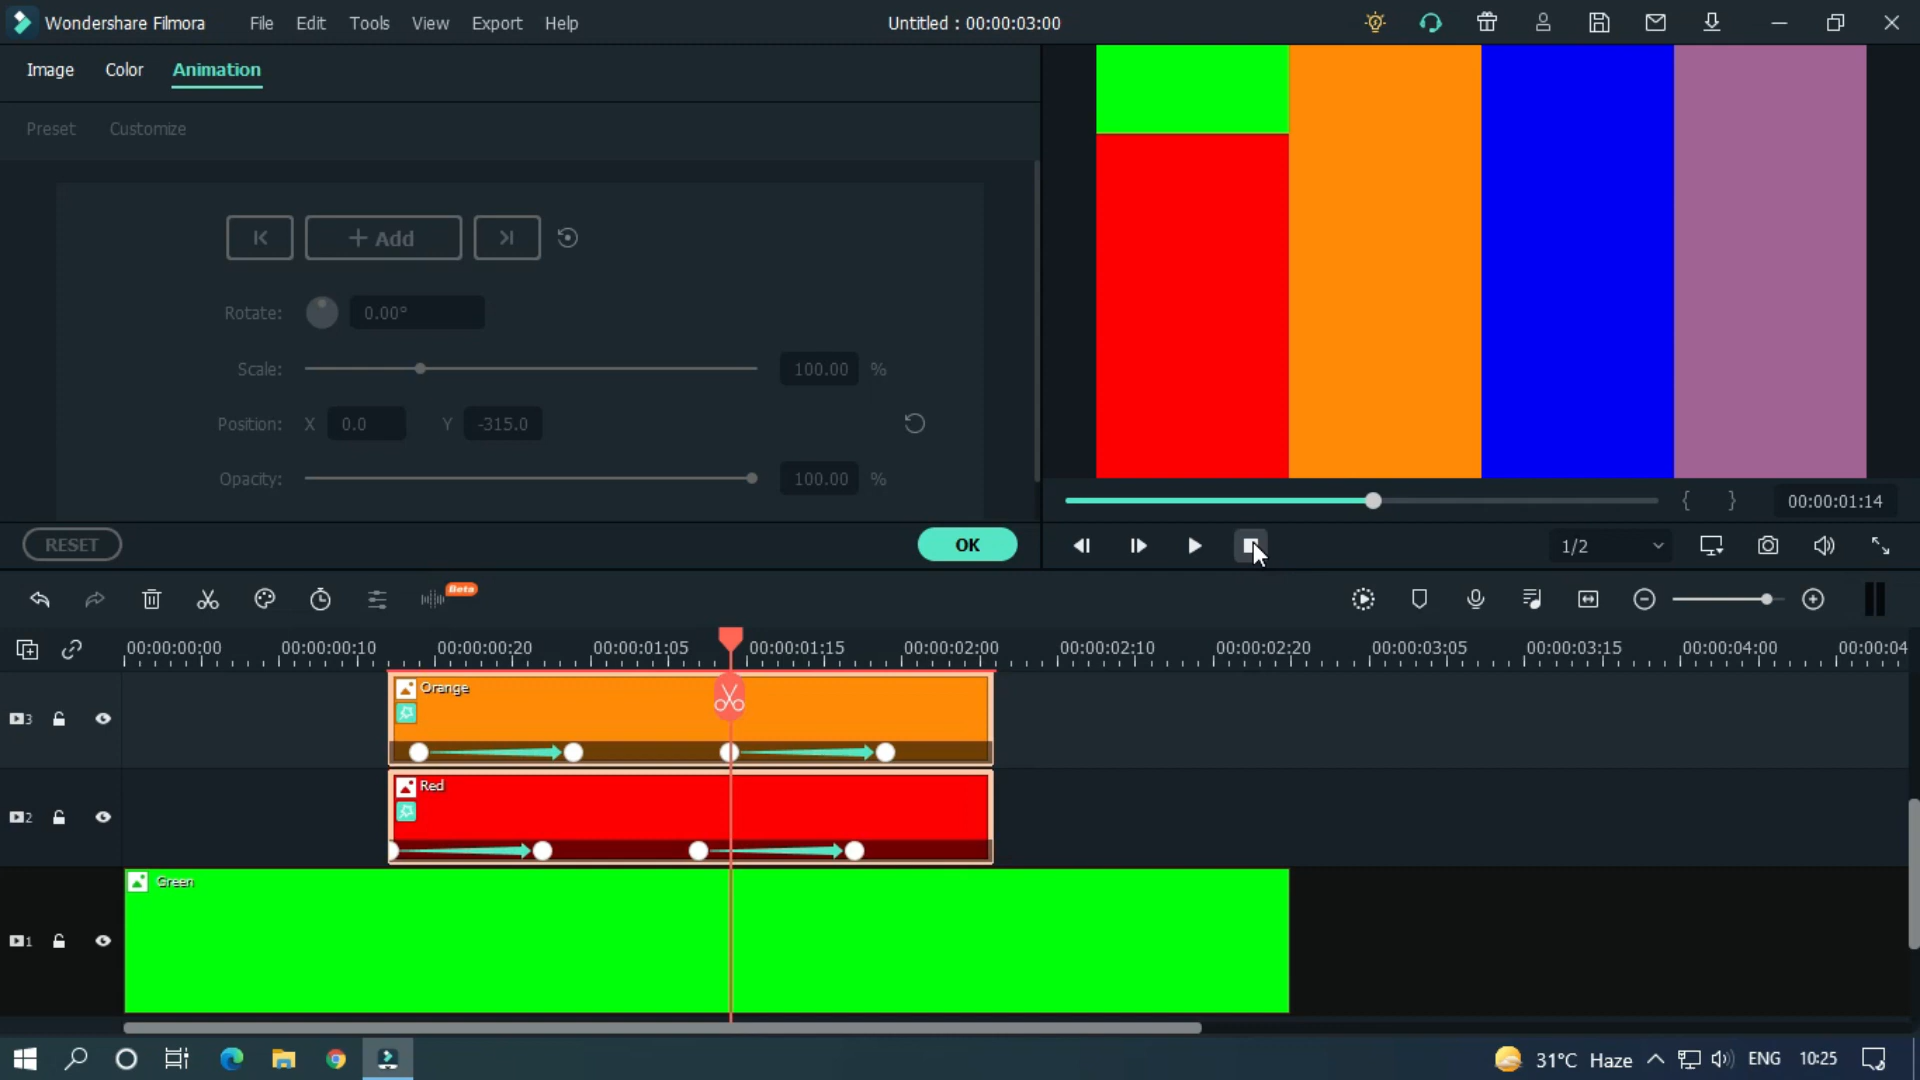 Wondershare Filmora File Edit Tools View Export Help Untitled : 00:00:03:00
Image Color Animation
Preset Customize
+ Add
Rotate: 0.00°
Scale: 100.00 %
Position: X 0.0 Y -315.0
Opacity: 100.00 %
RESET OK
{ } 00:00:01:14
1/2
Beta
00:00:00:00 00:00:00:10 00:00:00:20 00:00:01:05 00:00:01:15 00:00:02:00 00:00:02:10 00:00:02:20 00:00:03:05 00:00:03:15 00:00:04:00 00:00:04
3 Orange
2 Red
1 Green
31°C Haze ENG 10:25